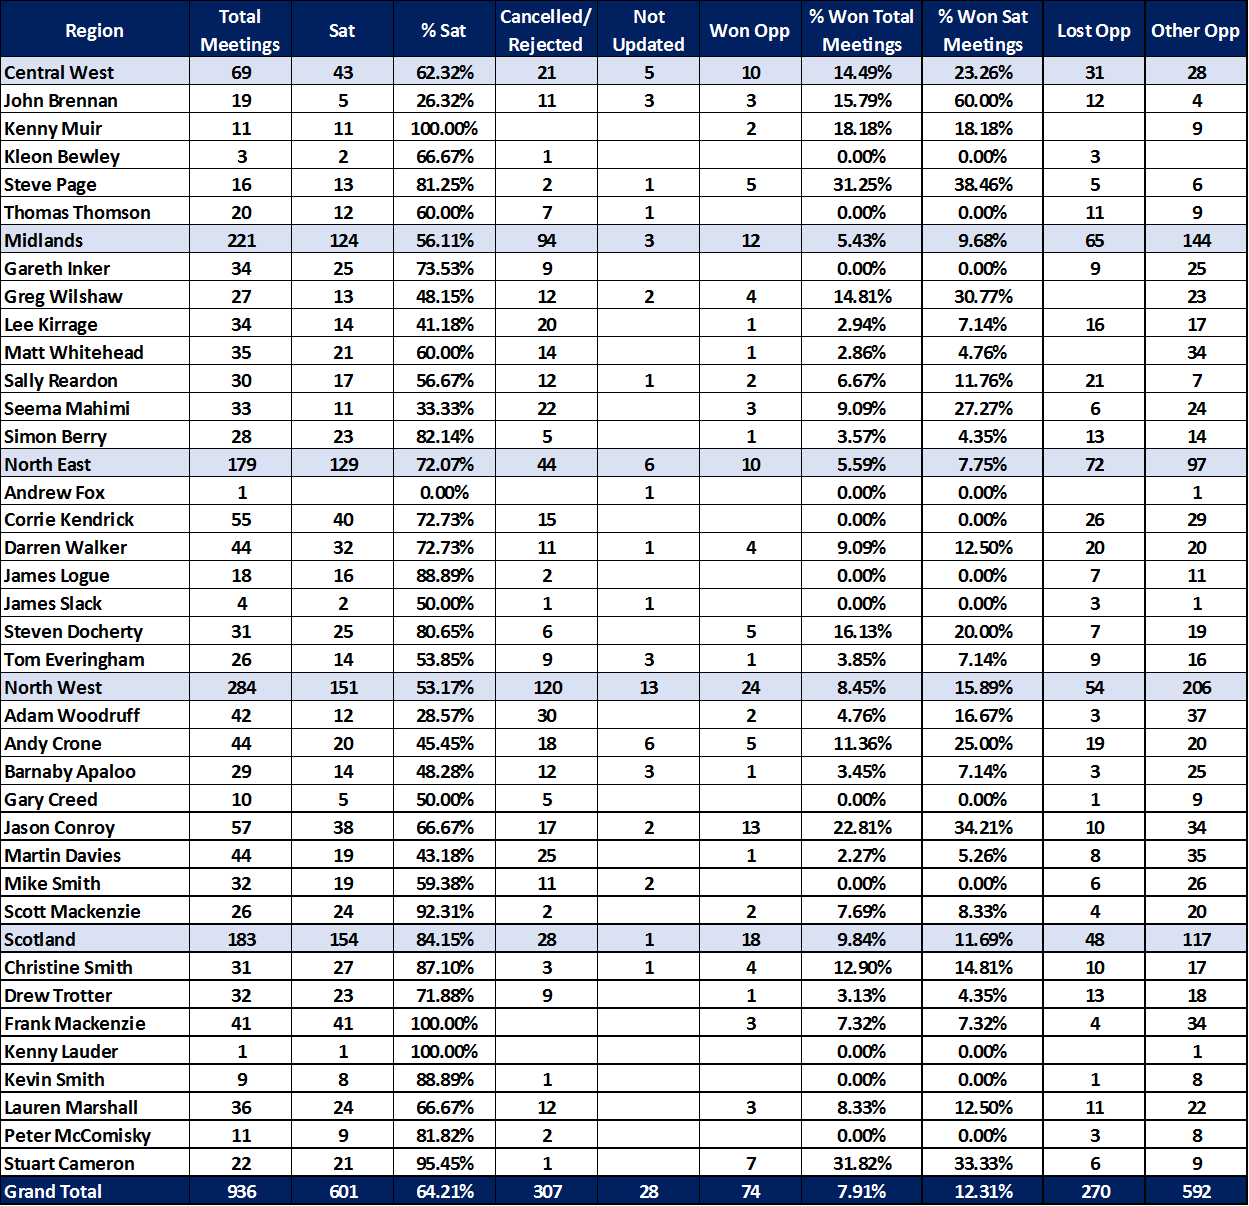 Region Total Meetings Sat % Sat Cancelled/ Rejected Not Updated Won Opp % Won Total Meetings % Won Sat Meetings Lost Opp Other Opp
Central West 69 43 62.32% 21 5 10 14.49% 23.26% 31 28
John Brennan 19 5 26.32% 11 3 3 15.79% 60.00% 12 4
Kenny Muir 11 11 100.00% 2 18.18% 18.18% 9
Kleon Bewley 3 2 66.67% 1 0.00% 0.00% 3
Steve Page 16 13 81.25% 2 1 5 31.25% 38.46% 5 6
Thomas Thomson 20 12 60.00% 7 1 0.00% 0.00% 11 9
Midlands 221 124 56.11% 94 3 12 5.43% 9.68% 65 144
Gareth Inker 34 25 73.53% 9 0.00% 0.00% 9 25
Greg Wilshaw 27 13 48.15% 12 2 4 14.81% 30.77% 23
Lee Kirrage 34 14 41.18% 20 1 2.94% 7.14% 16 17
Matt Whitehead 35 21 60.00% 14 1 2.86% 4.76% 34
Sally Reardon 30 17 56.67% 12 1 2 6.67% 11.76% 21 7
Seema Mahimi 33 11 33.33% 22 3 9.09% 27.27% 6 24
Simon Berry 28 23 82.14% 5 1 3.57% 4.35% 13 14
North East 179 129 72.07% 44 6 10 5.59% 7.75% 72 97
Andrew Fox 1 0.00% 1 0.00% 0.00% 1
Corrie Kendrick 55 40 72.73% 15 0.00% 0.00% 26 29
Darren Walker 44 32 72.73% 11 1 4 9.09% 12.50% 20 20
James Logue 18 16 88.89% 2 0.00% 0.00% 7 11
James Slack 4 2 50.00% 1 1 0.00% 0.00% 3 1
Steven Docherty 31 25 80.65% 6 5 16.13% 20.00% 7 19
Tom Everingham 26 14 53.85% 9 3 1 3.85% 7.14% 9 16
North West 284 151 53.17% 120 13 24 8.45% 15.89% 54 206
Adam Woodruff 42 12 28.57% 30 2 4.76% 16.67% 3 37
Andy Crone 44 20 45.45% 18 6 5 11.36% 25.00% 19 20
Barnaby Apaloo 29 14 48.28% 12 3 1 3.45% 7.14% 3 25
Gary Creed 10 5 50.00% 5 0.00% 0.00% 1 9
Jason Conroy 57 38 66.67% 17 2 13 22.81% 34.21% 10 34
Martin Davies 44 19 43.18% 25 1 2.27% 5.26% 8 35
Mike Smith 32 19 59.38% 11 2 0.00% 0.00% 6 26
Scott Mackenzie 26 24 92.31% 2 2 7.69% 8.33% 4 20
Scotland 183 154 84.15% 28 1 18 9.84% 11.69% 48 117
Christine Smith 31 27 87.10% 3 1 4 12.90% 14.81% 10 17
Drew Trotter 32 23 71.88% 9 1 3.13% 4.35% 13 18
Frank Mackenzie 41 41 100.00% 3 7.32% 7.32% 4 34
Kenny Lauder 1 1 100.00% 0.00% 0.00% 1
Kevin Smith 9 8 88.89% 1 0.00% 0.00% 1 8
Lauren Marshall 36 24 66.67% 12 3 8.33% 12.50% 11 22
Peter McComisky 11 9 81.82% 2 0.00% 0.00% 3 8
Stuart Cameron 22 21 95.45% 1 7 31.82% 33.33% 6 9
Grand Total 936 601 64.21% 307 28 74 7.91% 12.31% 270 592